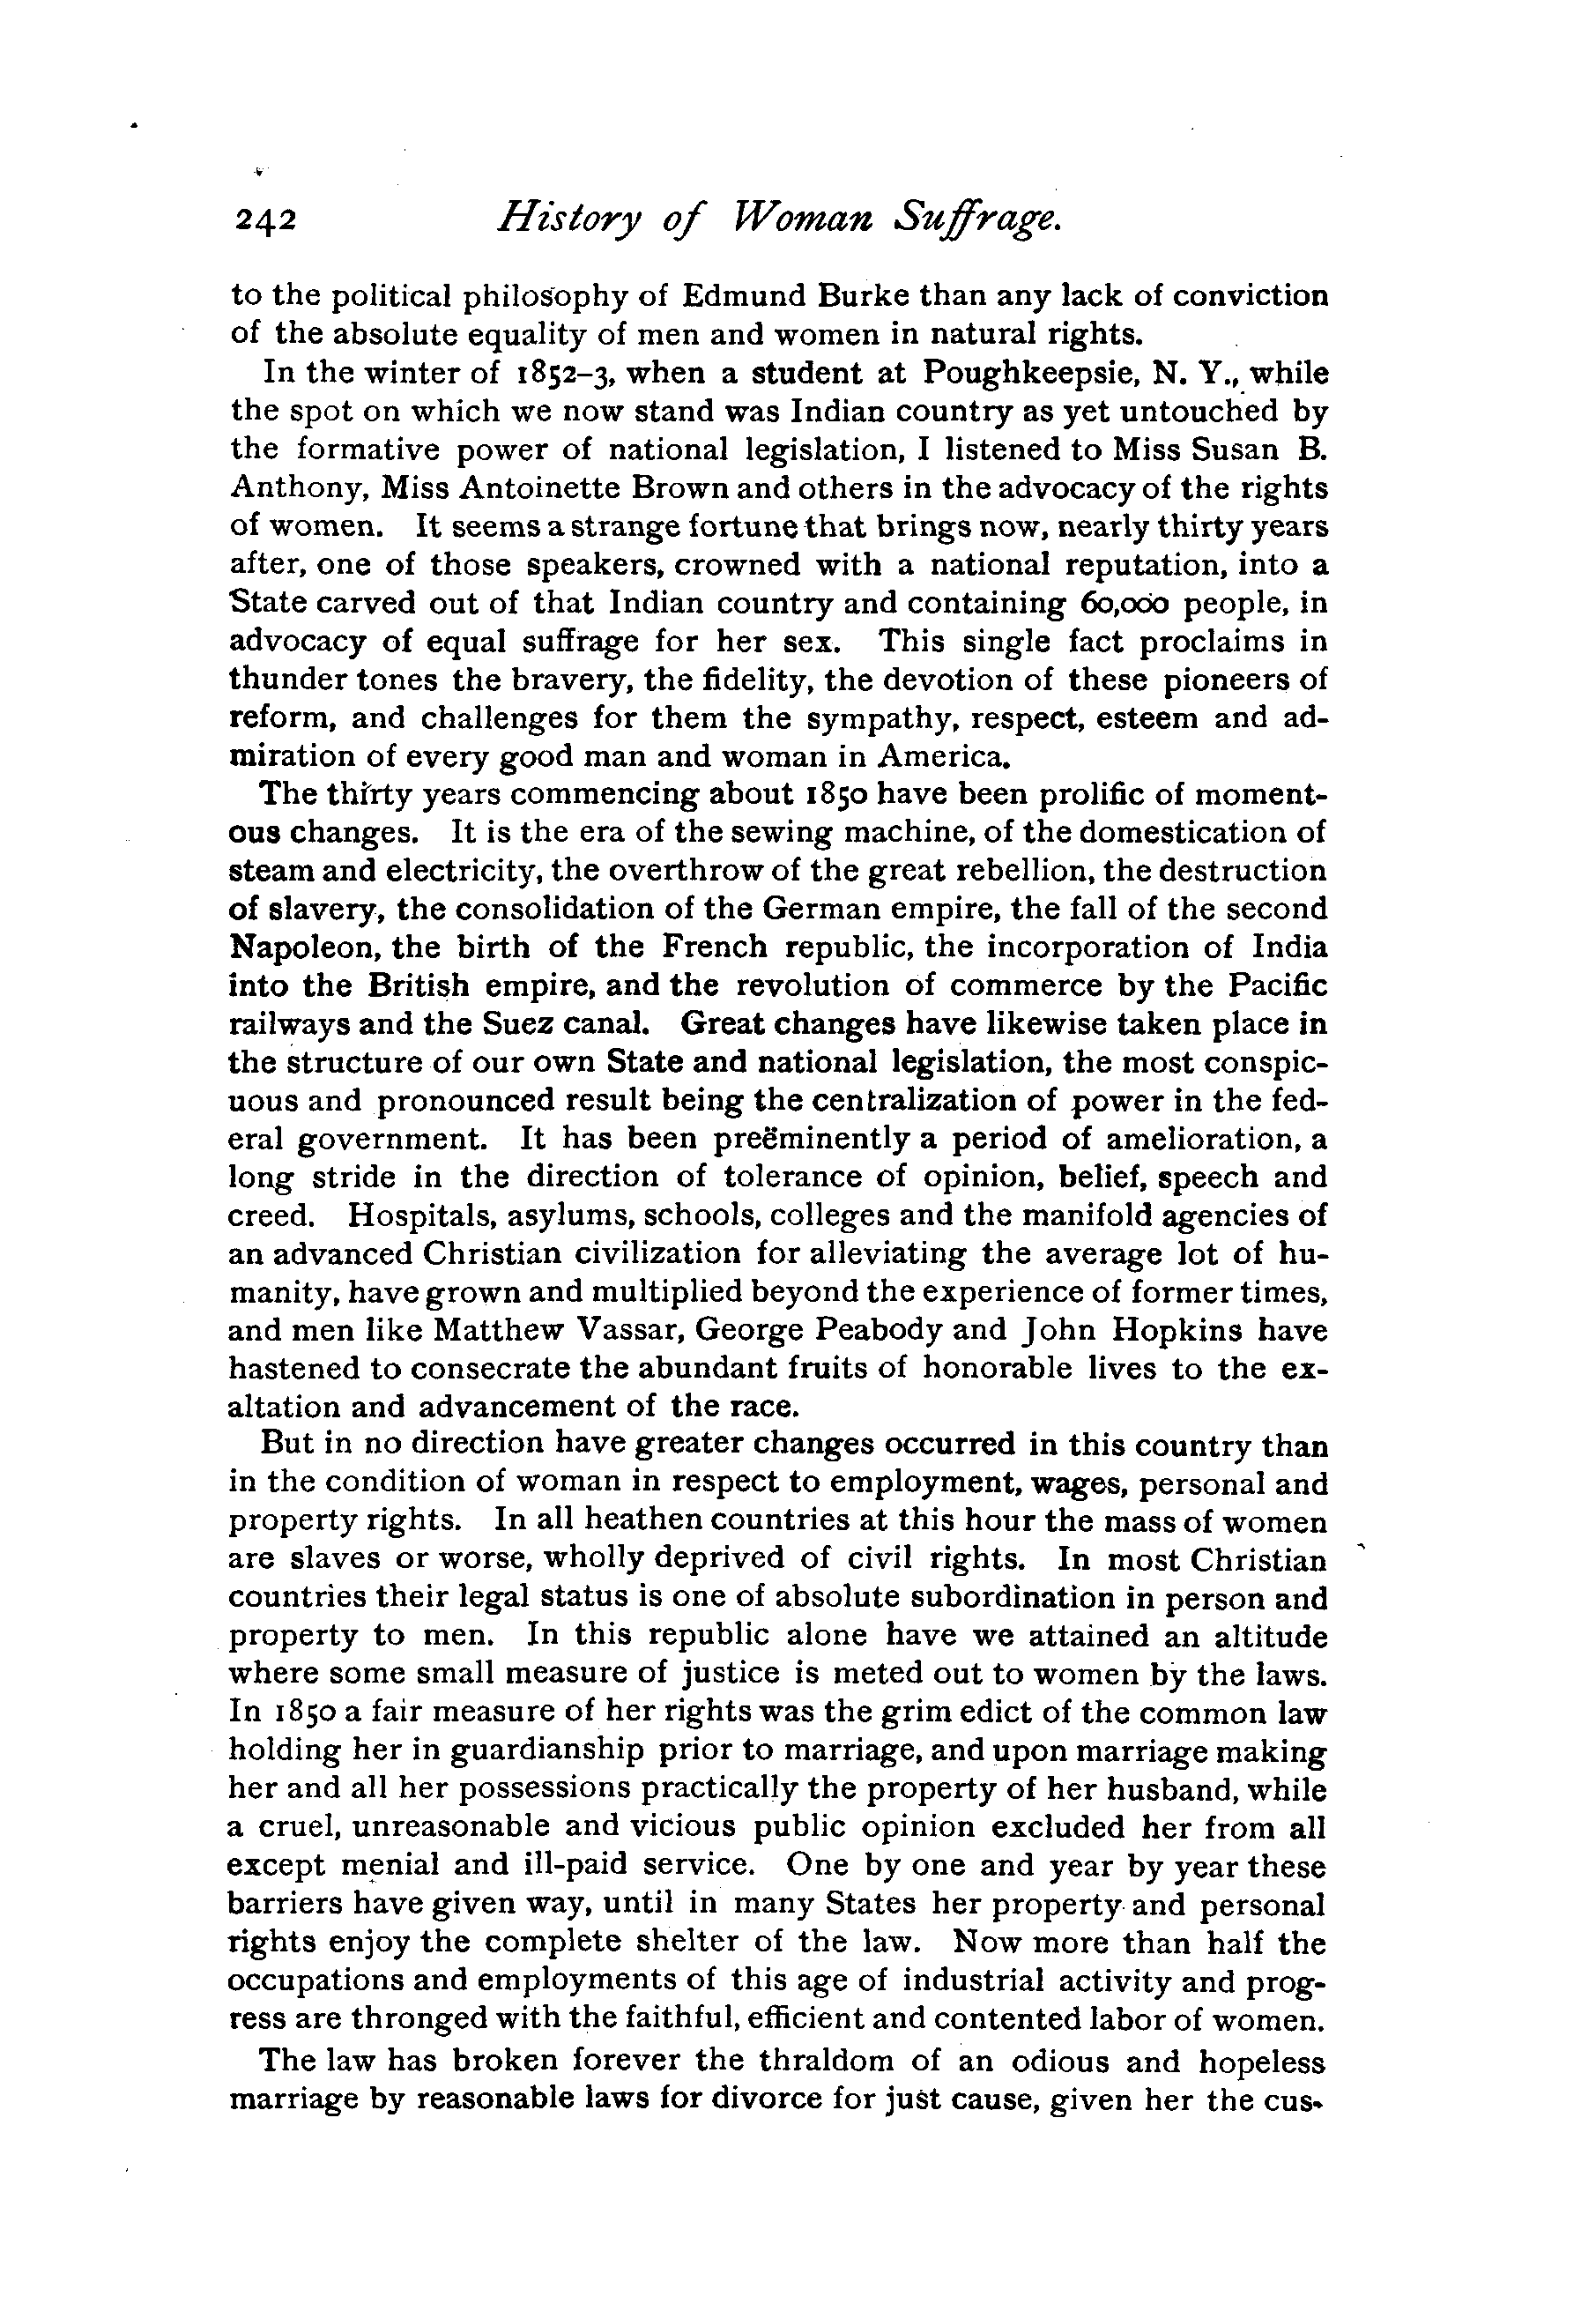 242 History of Woman Suffrage.
to the political philosophy of Edmund Burke than any lack of conviction
of the absolute equality of men and women in natural rights.
In the winter of 1852–3, when a student at Poughkeepsie, N. Y., while
the spot on which we now stand was Indian country as yet untouched by
the formative power of national legislation, I listened to Miss Susan B.
Anthony, Miss Antoinette Brown and others in the advocacy of the rights
of women. It seems a strange fortune that brings now, nearly thirty years
after, one of those speakers, crowned with a national reputation, into a
State carved out of that Indian country and containing 60,000 people, in
advocacy of equal suffrage for her sex. This single fact proclaims in
thunder tones the bravery, the fidelity, the devotion of these pioneers of
reform, and challenges for them the sympathy, respect, esteem and ad-
miration of every good man and woman in America.
The thirty years commencing about 1850 have been prolific of moment-
ous changes. It is the era of the sewing machine, of the domestication of
steam and electricity, the overthrow of the great rebellion, the destruction
of slavery, the consolidation of the German empire, the fall of the second
Napoleon, the birth of the French republic, the incorporation of India
into the British empire, and the revolution of commerce by the Pacific
railways and the Suez canal. Great changes have likewise taken place in
the structure of our own State and national legislation, the most conspic-
uous and pronounced result being the centralization of power in the fed-
eral government. It has been preëminently a period of amelioration, a
long stride in the direction of tolerance of opinion, belief, speech and
creed. Hospitals, asylums, schools, colleges and the manifold agencies of
an advanced Christian civilization for alleviating the average lot of hu-
manity, have grown and multiplied beyond the experience of former times,
and men like Matthew Vassar, George Peabody and John Hopkins have
hastened to consecrate the abundant fruits of honorable lives to the ex-
altation and advancement of the race.
But in no direction have greater changes occurred in this country than
in the condition of woman in respect to employment, wages, personal and
property rights. In all heathen countries at this hour the mass of women
are slaves or worse, wholly deprived of civil rights. In most Christian
countries their legal status is one of absolute subordination in person and
property to men. In this republic alone have we attained an altitude
where some small measure of justice is meted out to women by the laws.
In 1850 a fair measure of her rights was the grim edict of the common law
holding her in guardianship prior to marriage, and upon marriage making
her and all her possessions practically the property of her husband, while
a cruel, unreasonable and vicious public opinion excluded her from all
except menial and ill-paid service. One by one and year by year these
barriers have given way, until in many States her property and personal
rights enjoy the complete shelter of the law. Now more than half the
occupations and employments of this age of industrial activity and prog-
ress are thronged with the faithful, efficient and contented labor of women.
The law has broken forever the thraldom of an odious and hopeless
marriage by reasonable laws for divorce for just cause, given her the cus-